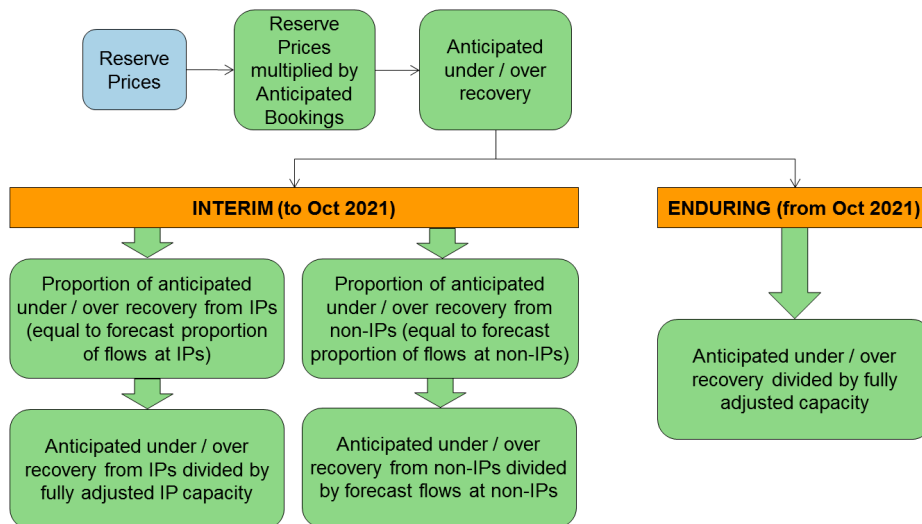 Reserve
Prices
Reserve
Prices
multiplied by
Anticipated
Bookings
Anticipated
under / over
recovery
INTERIM (to Oct 2021)
ENDURING (from Oct 2021)
Proportion of anticipated
under / over recovery from IPs
(equal to forecast proportion
of flows at IPs)
Proportion of anticipated
under / over recovery from
non-IPs (equal to forecast
proportion of flows at non-IPs)
Anticipated under / over
recovery divided by fully
adjusted capacity
Anticipated under / over
recovery from IPs divided by
fully adjusted IP capacity
Anticipated under / over
recovery from non-IPs divided
by forecast flows at non-IPs